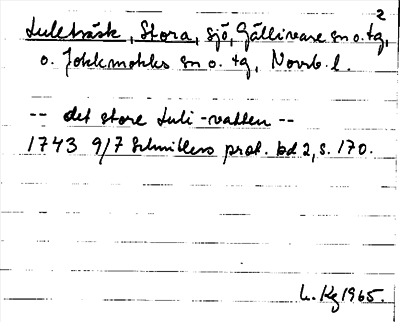 2
Luleträsk, Stora, sjö, Gällivare sn o. tg,
o. Jokkmokks sn o. tg, Norrb. l.
-- det store Luli-vatten --
1743 9/7 Schnitlers prot. bd 2, s. 170.
L. Kg 1965.